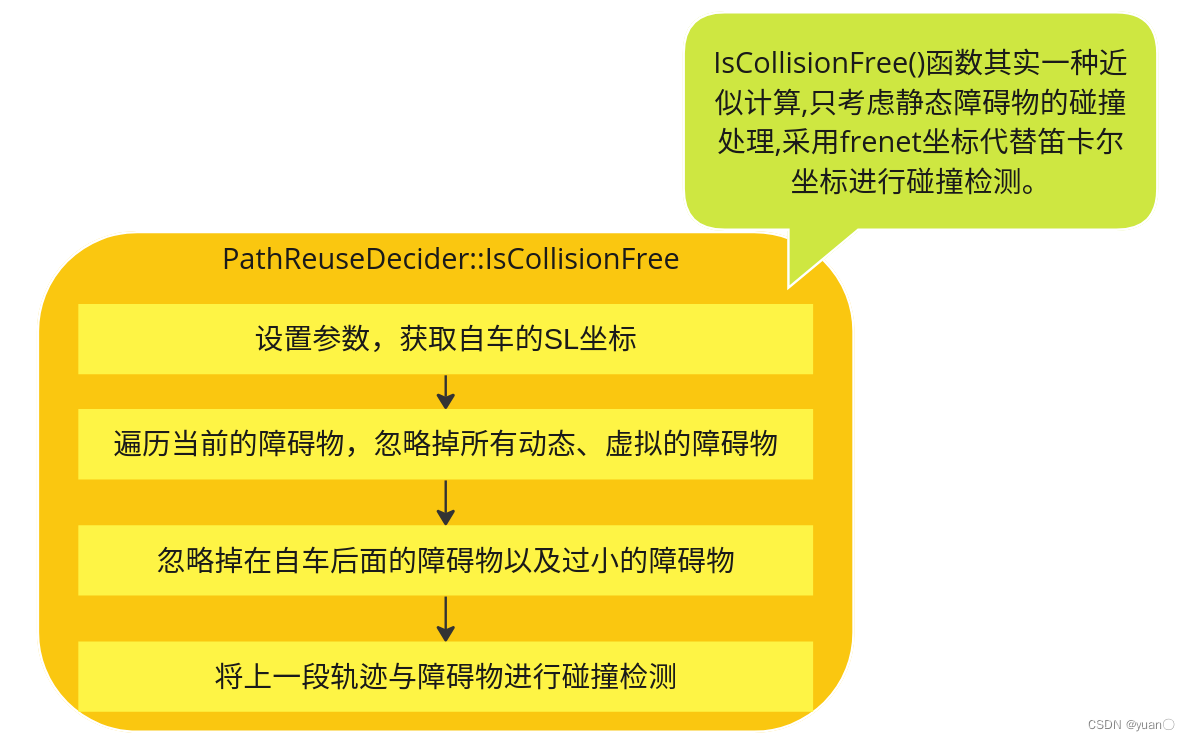 IsCollisionFree()函数其实一种近
似计算,只考虑静态障碍物的碰撞
处理,采用frenet坐标代替笛卡尔
坐标进行碰撞检测。
PathReuseDecider::IsCollisionFree
设置参数，获取自车的SL坐标
遍历当前的障碍物，忽略掉所有动态、虚拟的障碍物
忽略掉在自车后面的障碍物以及过小的障碍物
将上一段轨迹与障碍物进行碰撞检测
CSDN @yuan〇